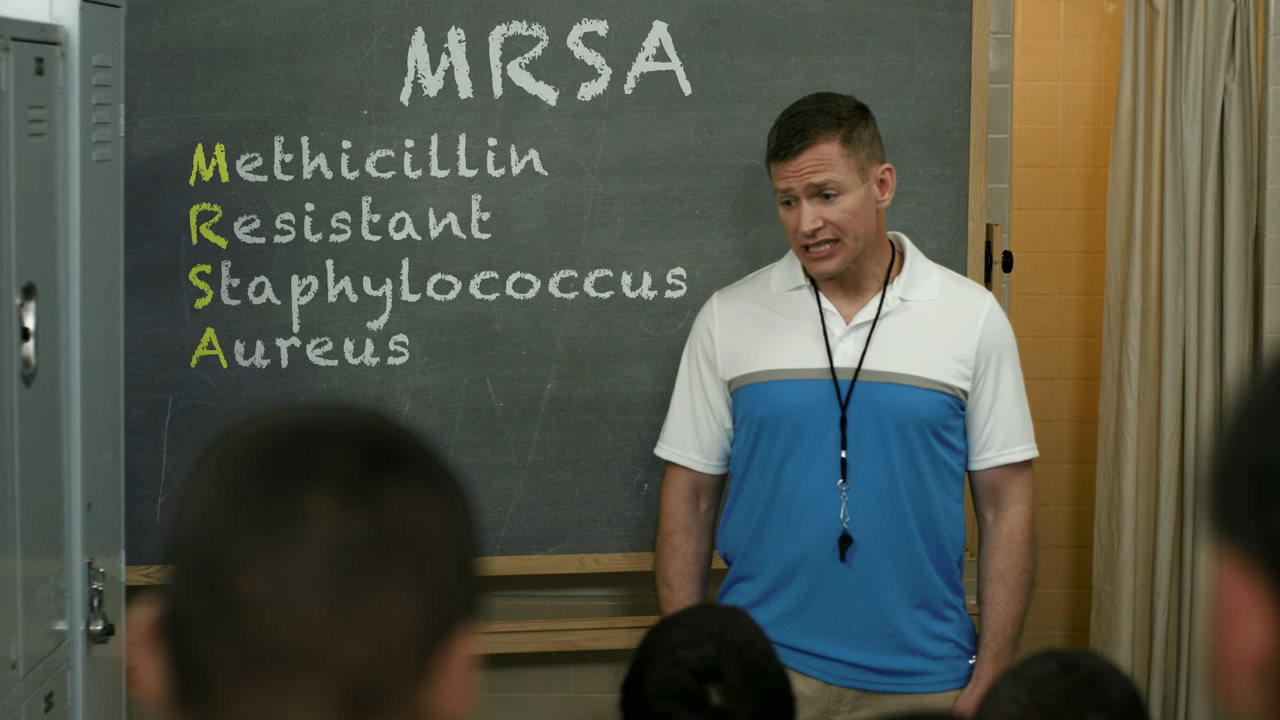 MRSA
Methicillin
Resistant
Staphylococcus
Aureus